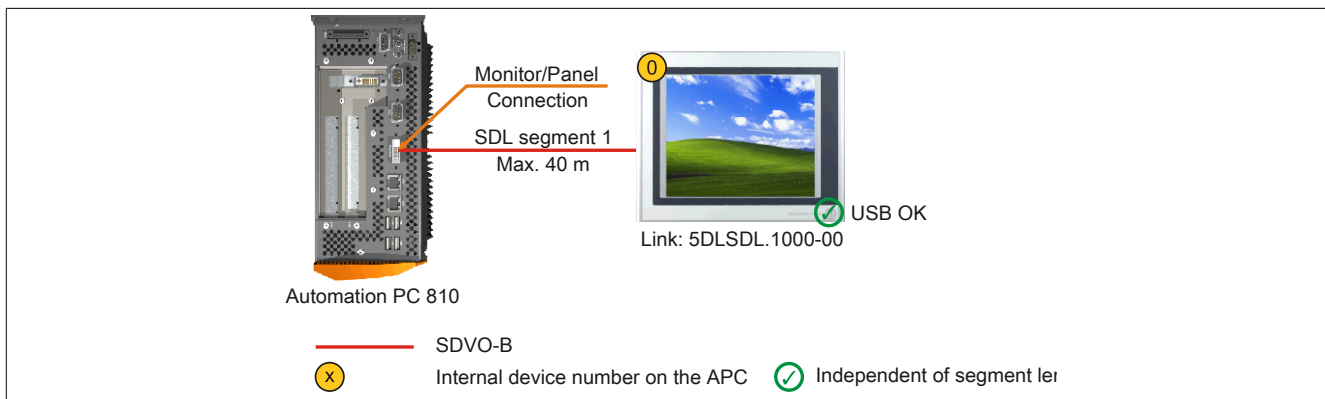 0
Monitor/Panel
Connection
SDL segment 1
Max. 40 m
USB OK
Link: 5DLSDL.1000-00
Automation PC 810
SDVO-B
x Internal device number on the APC
Independent of segment